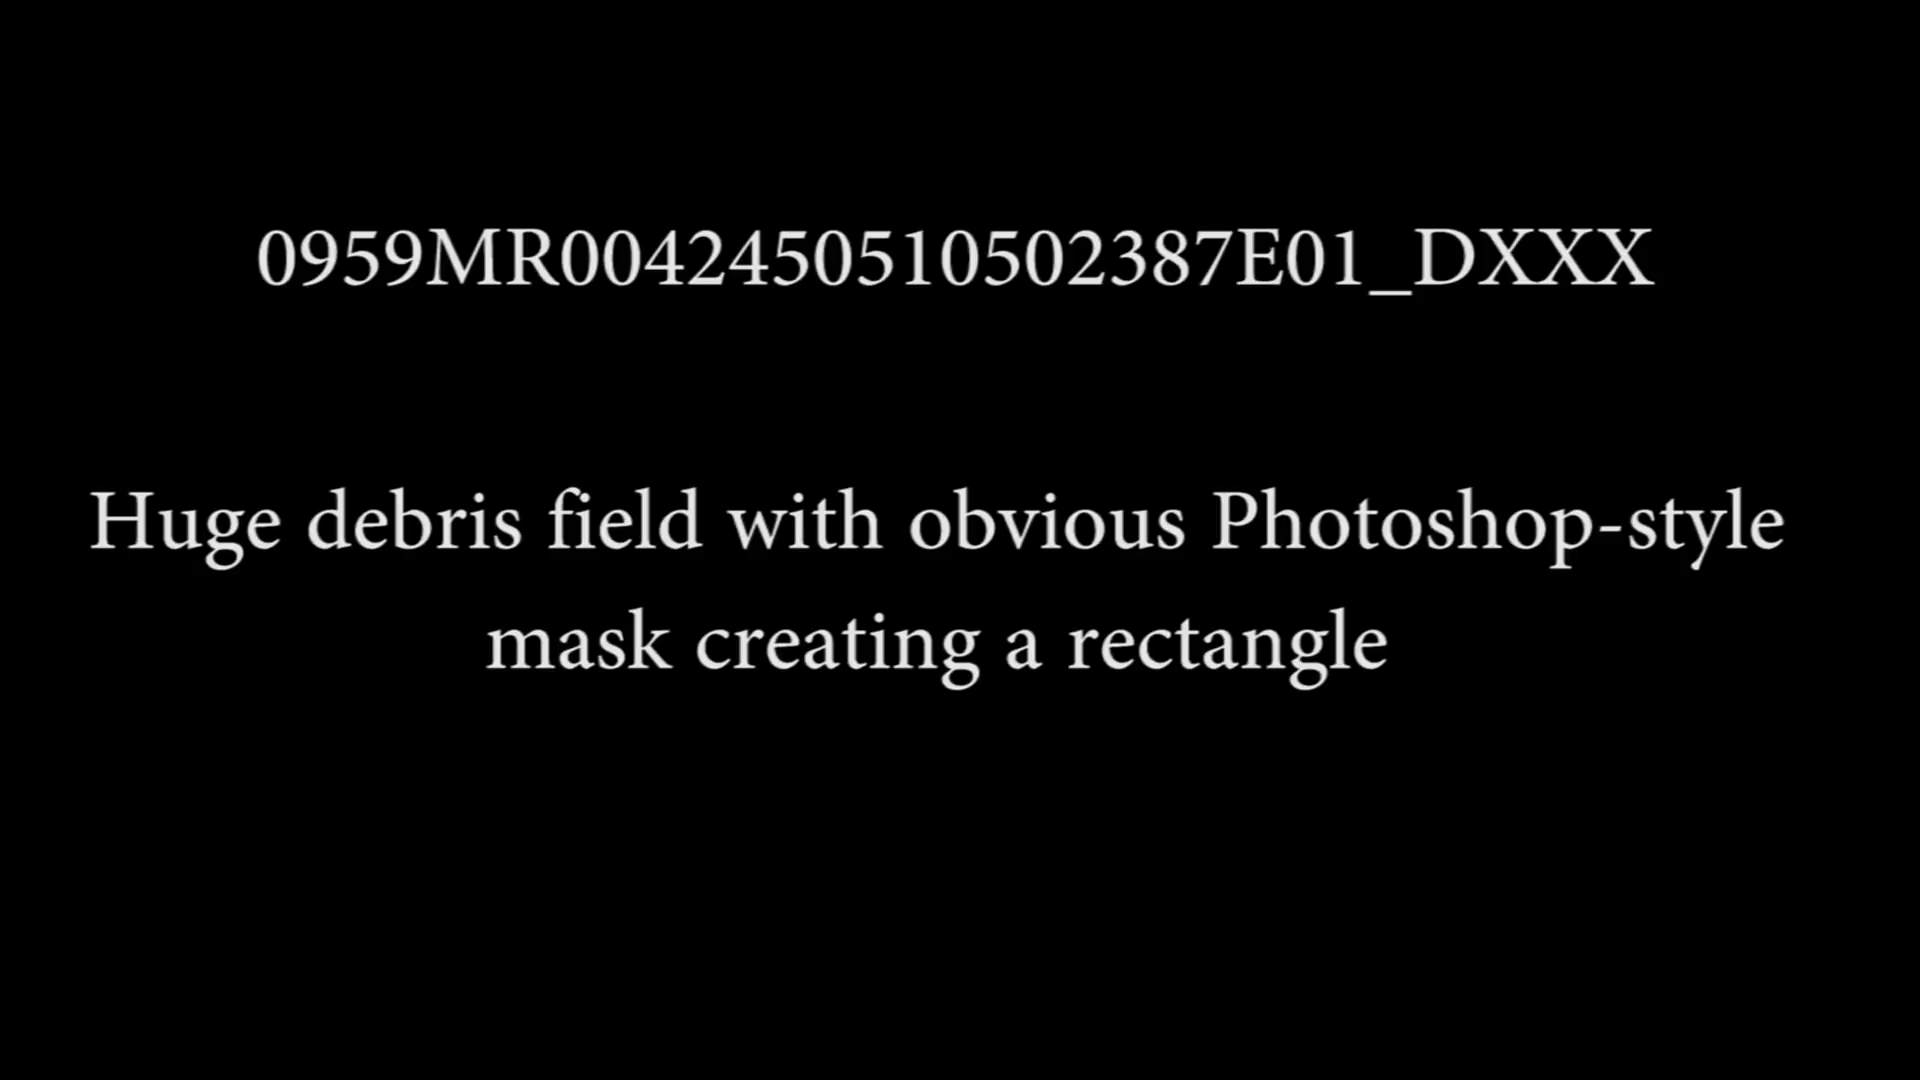 0959MR0042450510502387E01_DXXX
Huge debris field with obvious Photoshop-style
mask creating a rectangle